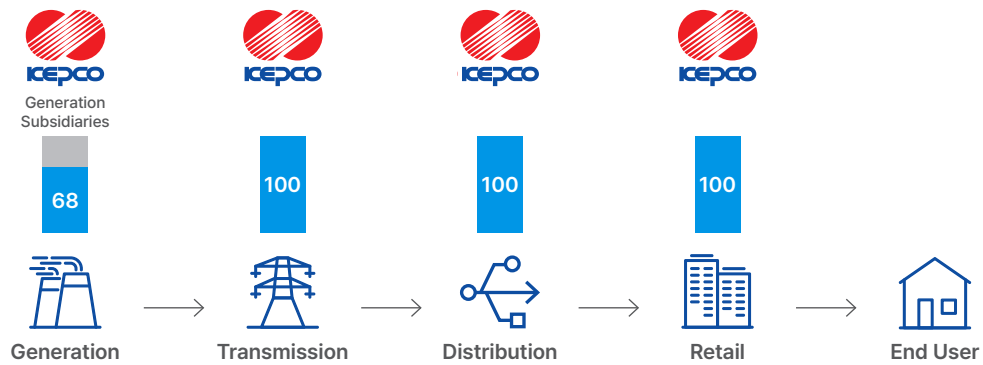 KEPCO KEPCO KEPCO KEPCO
Generation
Subsidiaries
68 100 100 100
Generation Transmission Distribution Retail End User